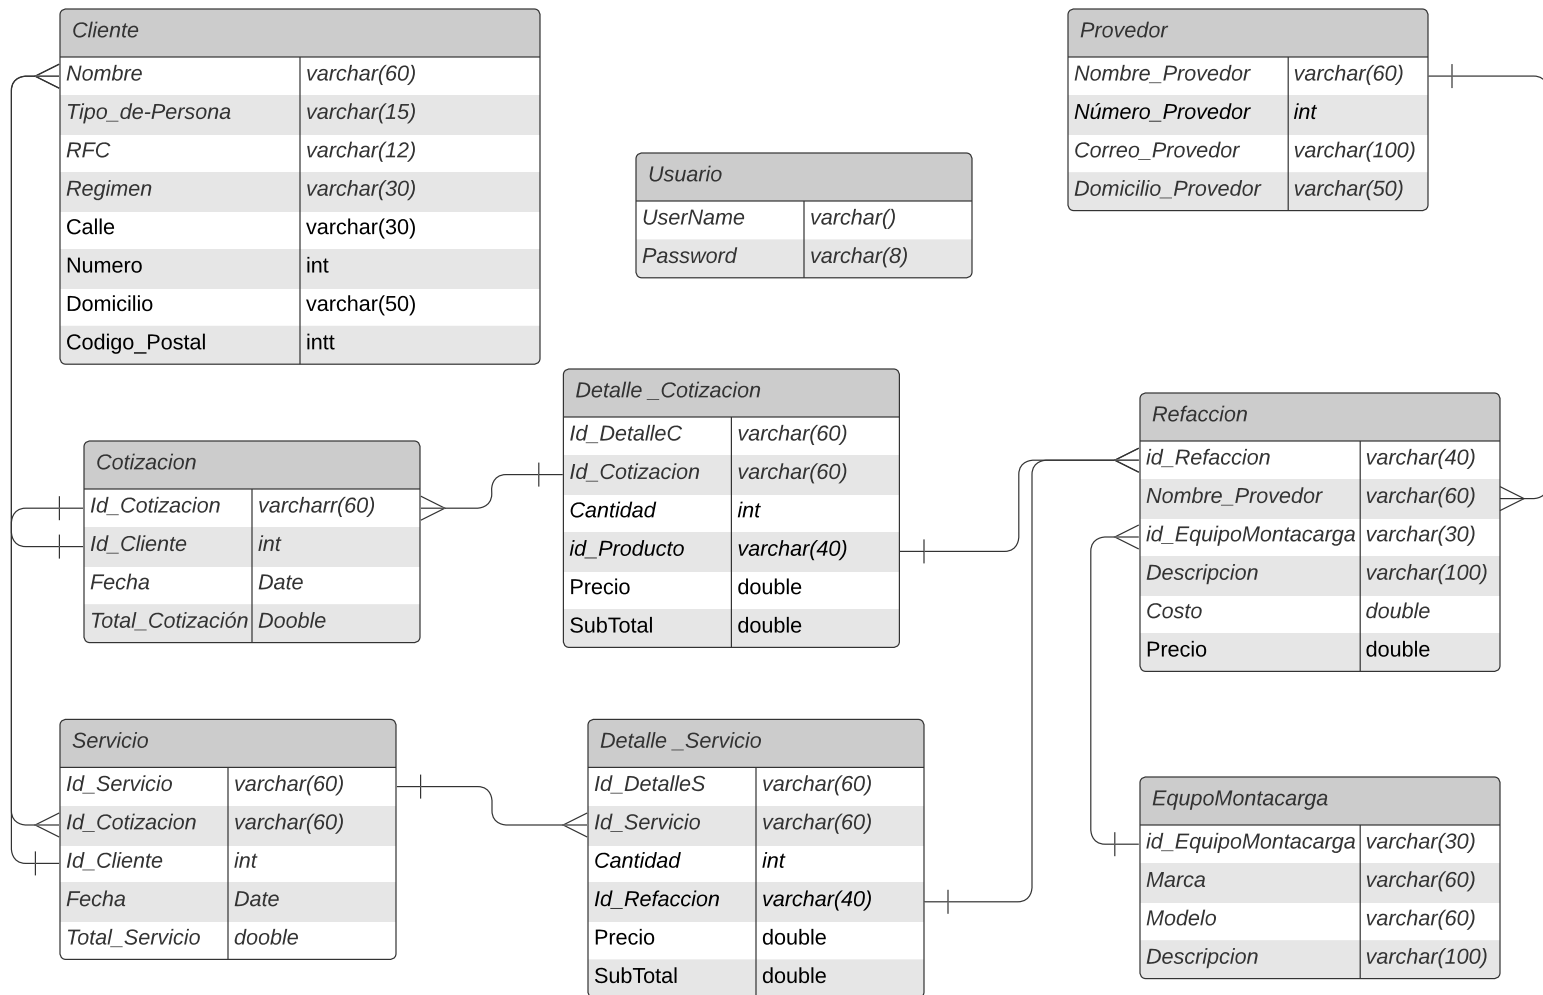 Cliente
Nombre varchar(60)
Tipo_de-Persona varchar(15)
RFC varchar(12)
Regimen varchar(30)
Calle varchar(30)
Numero int
Domicilio varchar(50)
Codigo_Postal intt
Usuario
UserName varchar()
Password varchar(8)
Provedor
Nombre_Provedor varchar(60)
Número_Provedor int
Correo_Provedor varchar(100)
Domicilio_Provedor varchar(50)
Cotizacion
Id_Cotizacion varcharr(60)
Id_Cliente int
Fecha Date
Total_Cotización Dooble
Detalle _Cotizacion
Id_DetalleC varchar(60)
Id_Cotizacion varchar(60)
Cantidad int
id_Producto varchar(40)
Precio double
SubTotal double
Refaccion
id_Refaccion varchar(40)
Nombre_Provedor varchar(60)
id_EquipoMontacarga varchar(30)
Descripcion varchar(100)
Costo double
Precio double
Servicio
Id_Servicio varchar(60)
Id_Cotizacion varchar(60)
Id_Cliente int
Fecha Date
Total_Servicio dooble
Detalle _Servicio
Id_DetalleS varchar(60)
Id_Servicio varchar(60)
Cantidad int
Id_Refaccion varchar(40)
Precio double
SubTotal double
EqupoMontacarga
id_EquipoMontacarga varchar(30)
Marca varchar(60)
Modelo varchar(60)
Descripcion varchar(100)